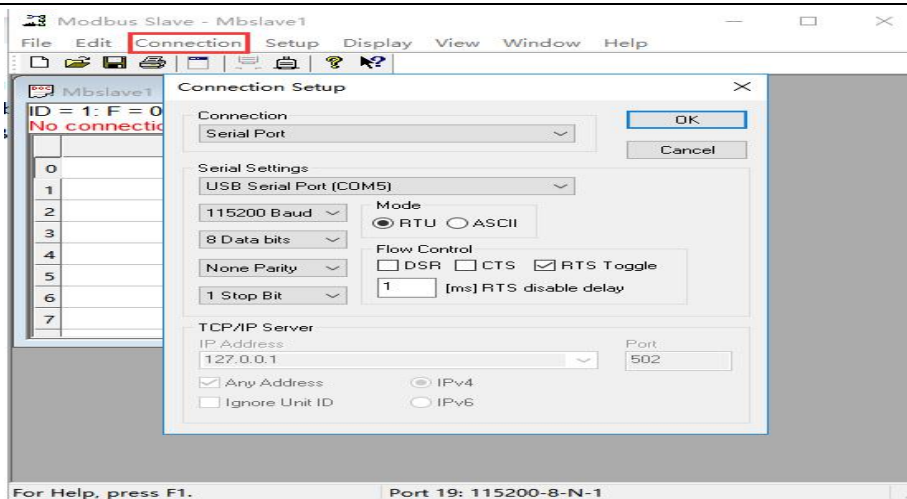 Modbus Slave - Mbslave1
File Edit Connection Setup Display View Window Help
Mbslave1
ID = 1: F = 0
No connectio
0
1
2
3
4
5
6
7
Connection Setup
Connection
Serial Port
OK
Cancel
Serial Settings
USB Serial Port (COM5)
115200 Baud
Mode
RTU ASCII
8 Data bits
Flow Control
DSR CTS RTS Toggle
None Parity
1 [ms] RTS disable delay
1 Stop Bit
TCP/IP Server
IP Address Port
127.0.0.1 502
Any Address IPv4
Ignore Unit ID IPv6
For Help, press F1. Port 19: 115200-8-N-1